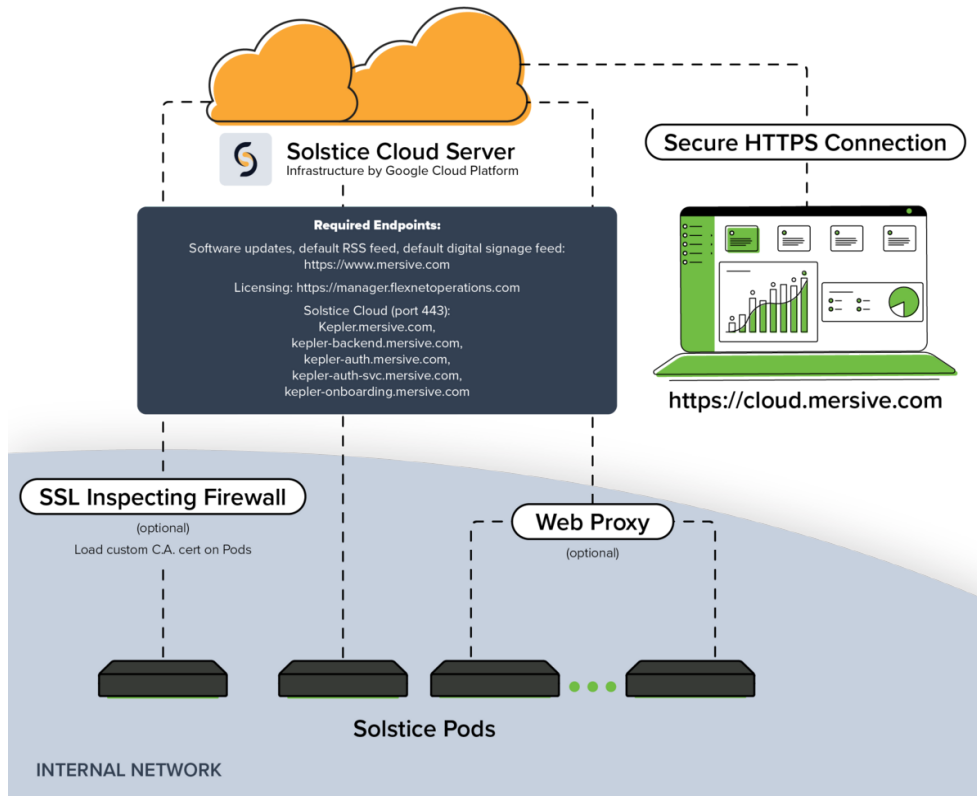 Solstice Cloud Server
Infrastructure by Google Cloud Platform
Secure HTTPS Connection
Required Endpoints:
Software updates, default RSS feed, default digital signage feed:
https://www.mersive.com
Licensing: https://manager.flexnetoperations.com
Solstice Cloud (port 443):
Kepler.mersive.com,
kepler-backend.mersive.com,
kepler-auth.mersive.com,
kepler-auth-svc.mersive.com,
kepler-onboarding.mersive.com
https://cloud.mersive.com
SSL Inspecting Firewall
(optional)
Load custom C.A. cert on Pods
Web Proxy
(optional)
Solstice Pods
INTERNAL NETWORK